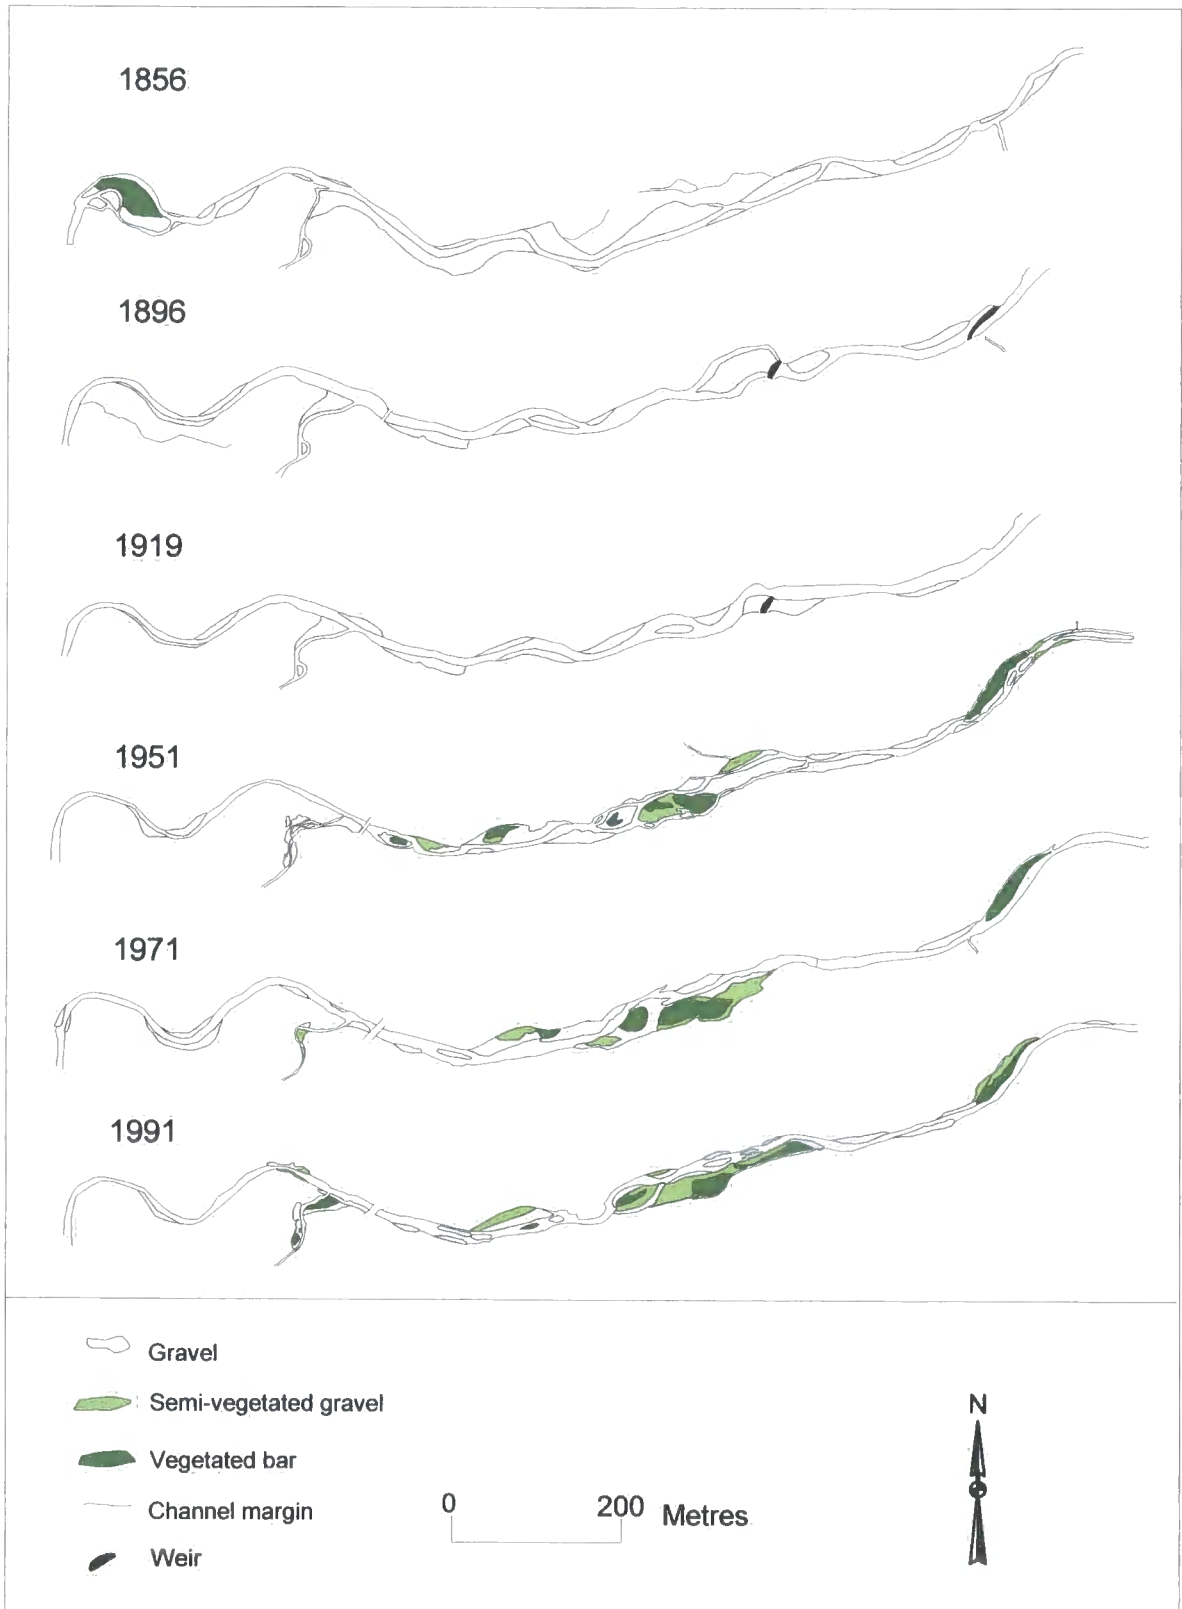 1856
1896
1919
1951
1971
1991
Gravel
Semi-vegetated gravel
Vegetated bar
Channel margin
Weir
0 200 Metres
N